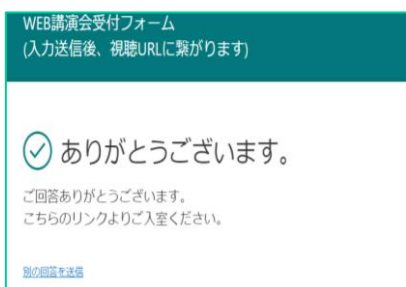 WEB講演会受付フォーム
(入力送信後、視聴URLに繋がります)
ありがとうございます。
ご回答ありがとうございます。
こちらのリンクよりご入室ください。
別の回答を送信